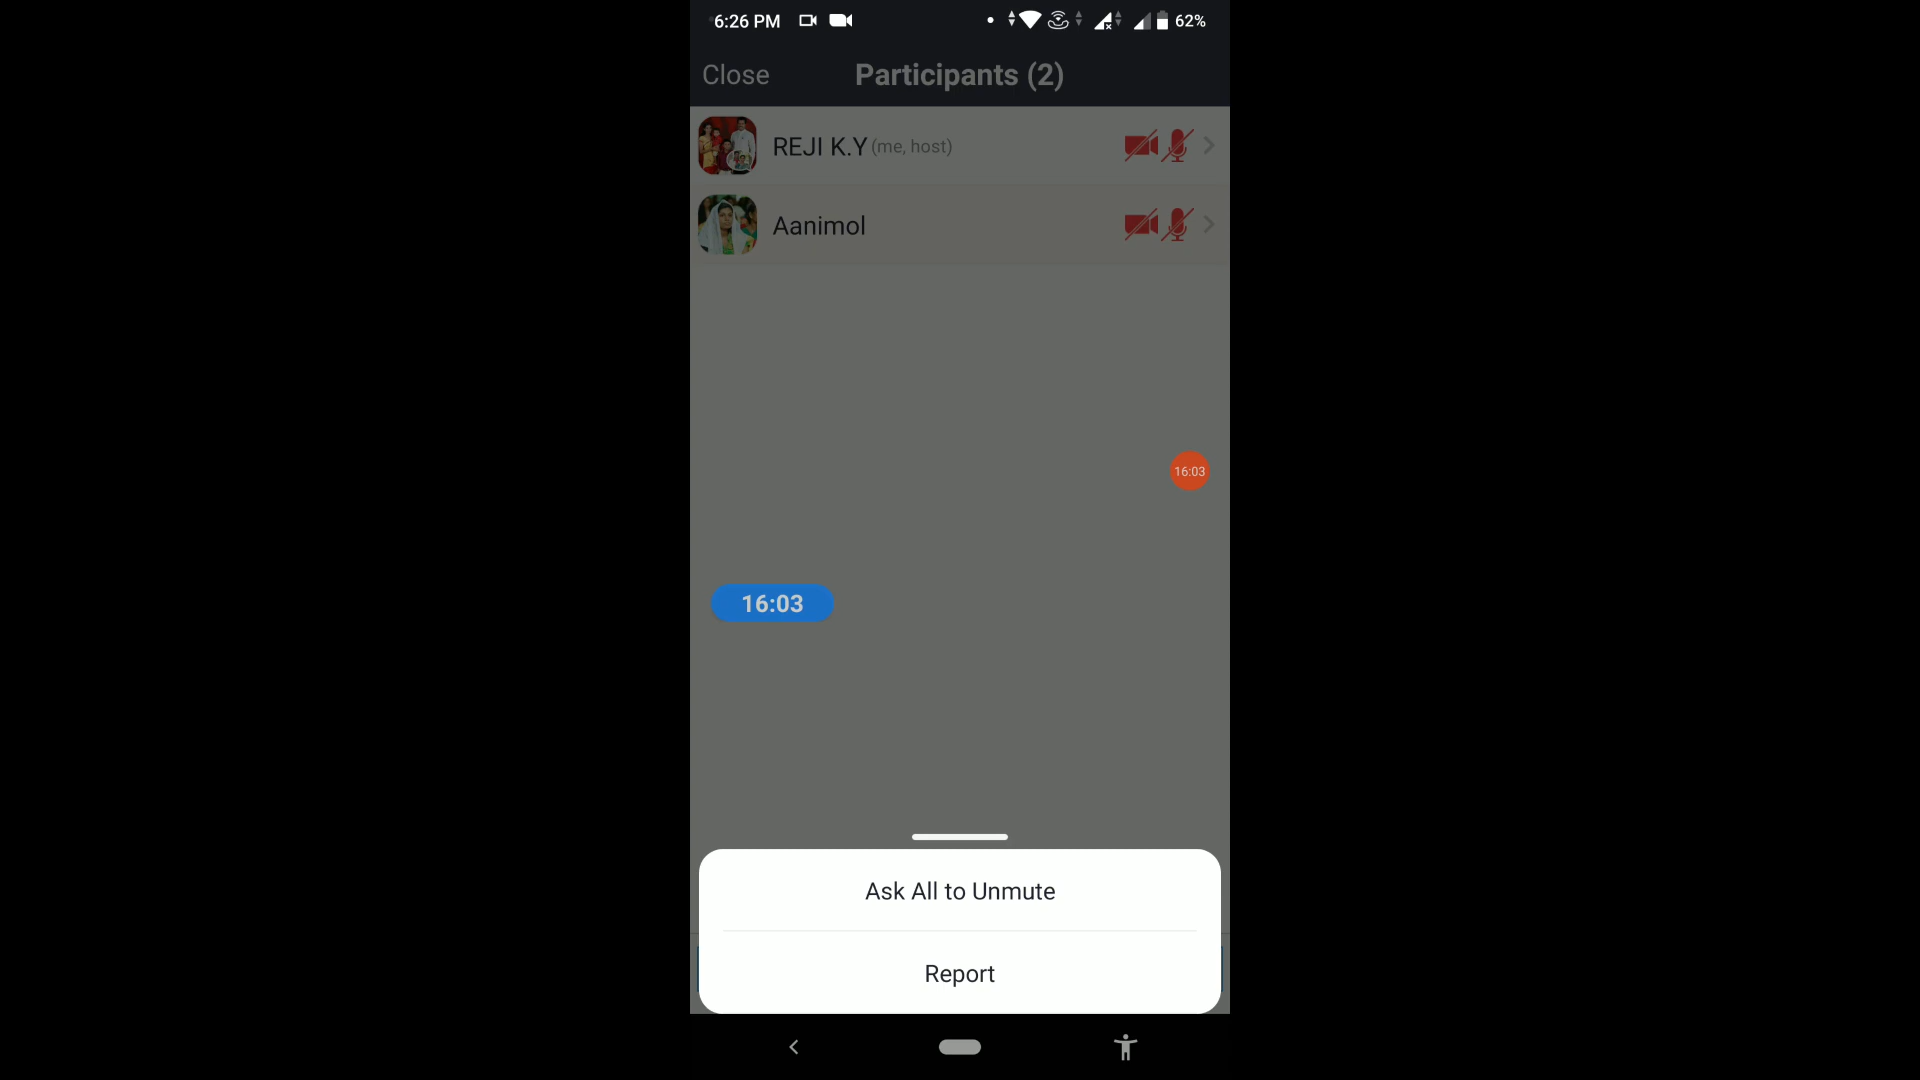 6:26 PM 62%
Close Participants (2)
REJI K.Y (me, host)
Aanimol
16:03
16:03
Ask All to Unmute
Report